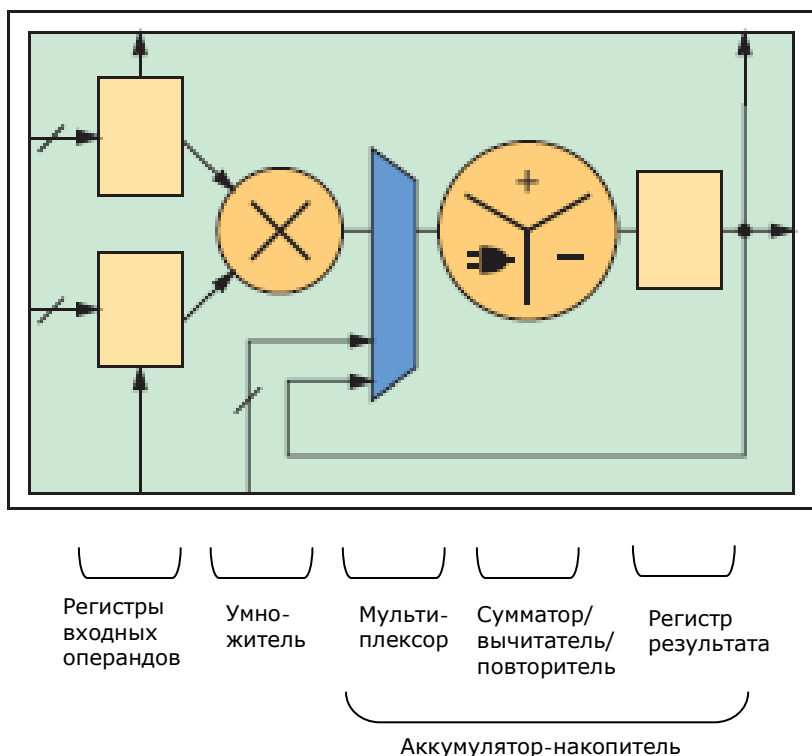 +
−
Регистры
входных
операндов
Умно-
житель
Мульти-
плексор
Сумматор/
вычитатель/
повторитель
Регистр
результата
Аккумулятор-накопитель